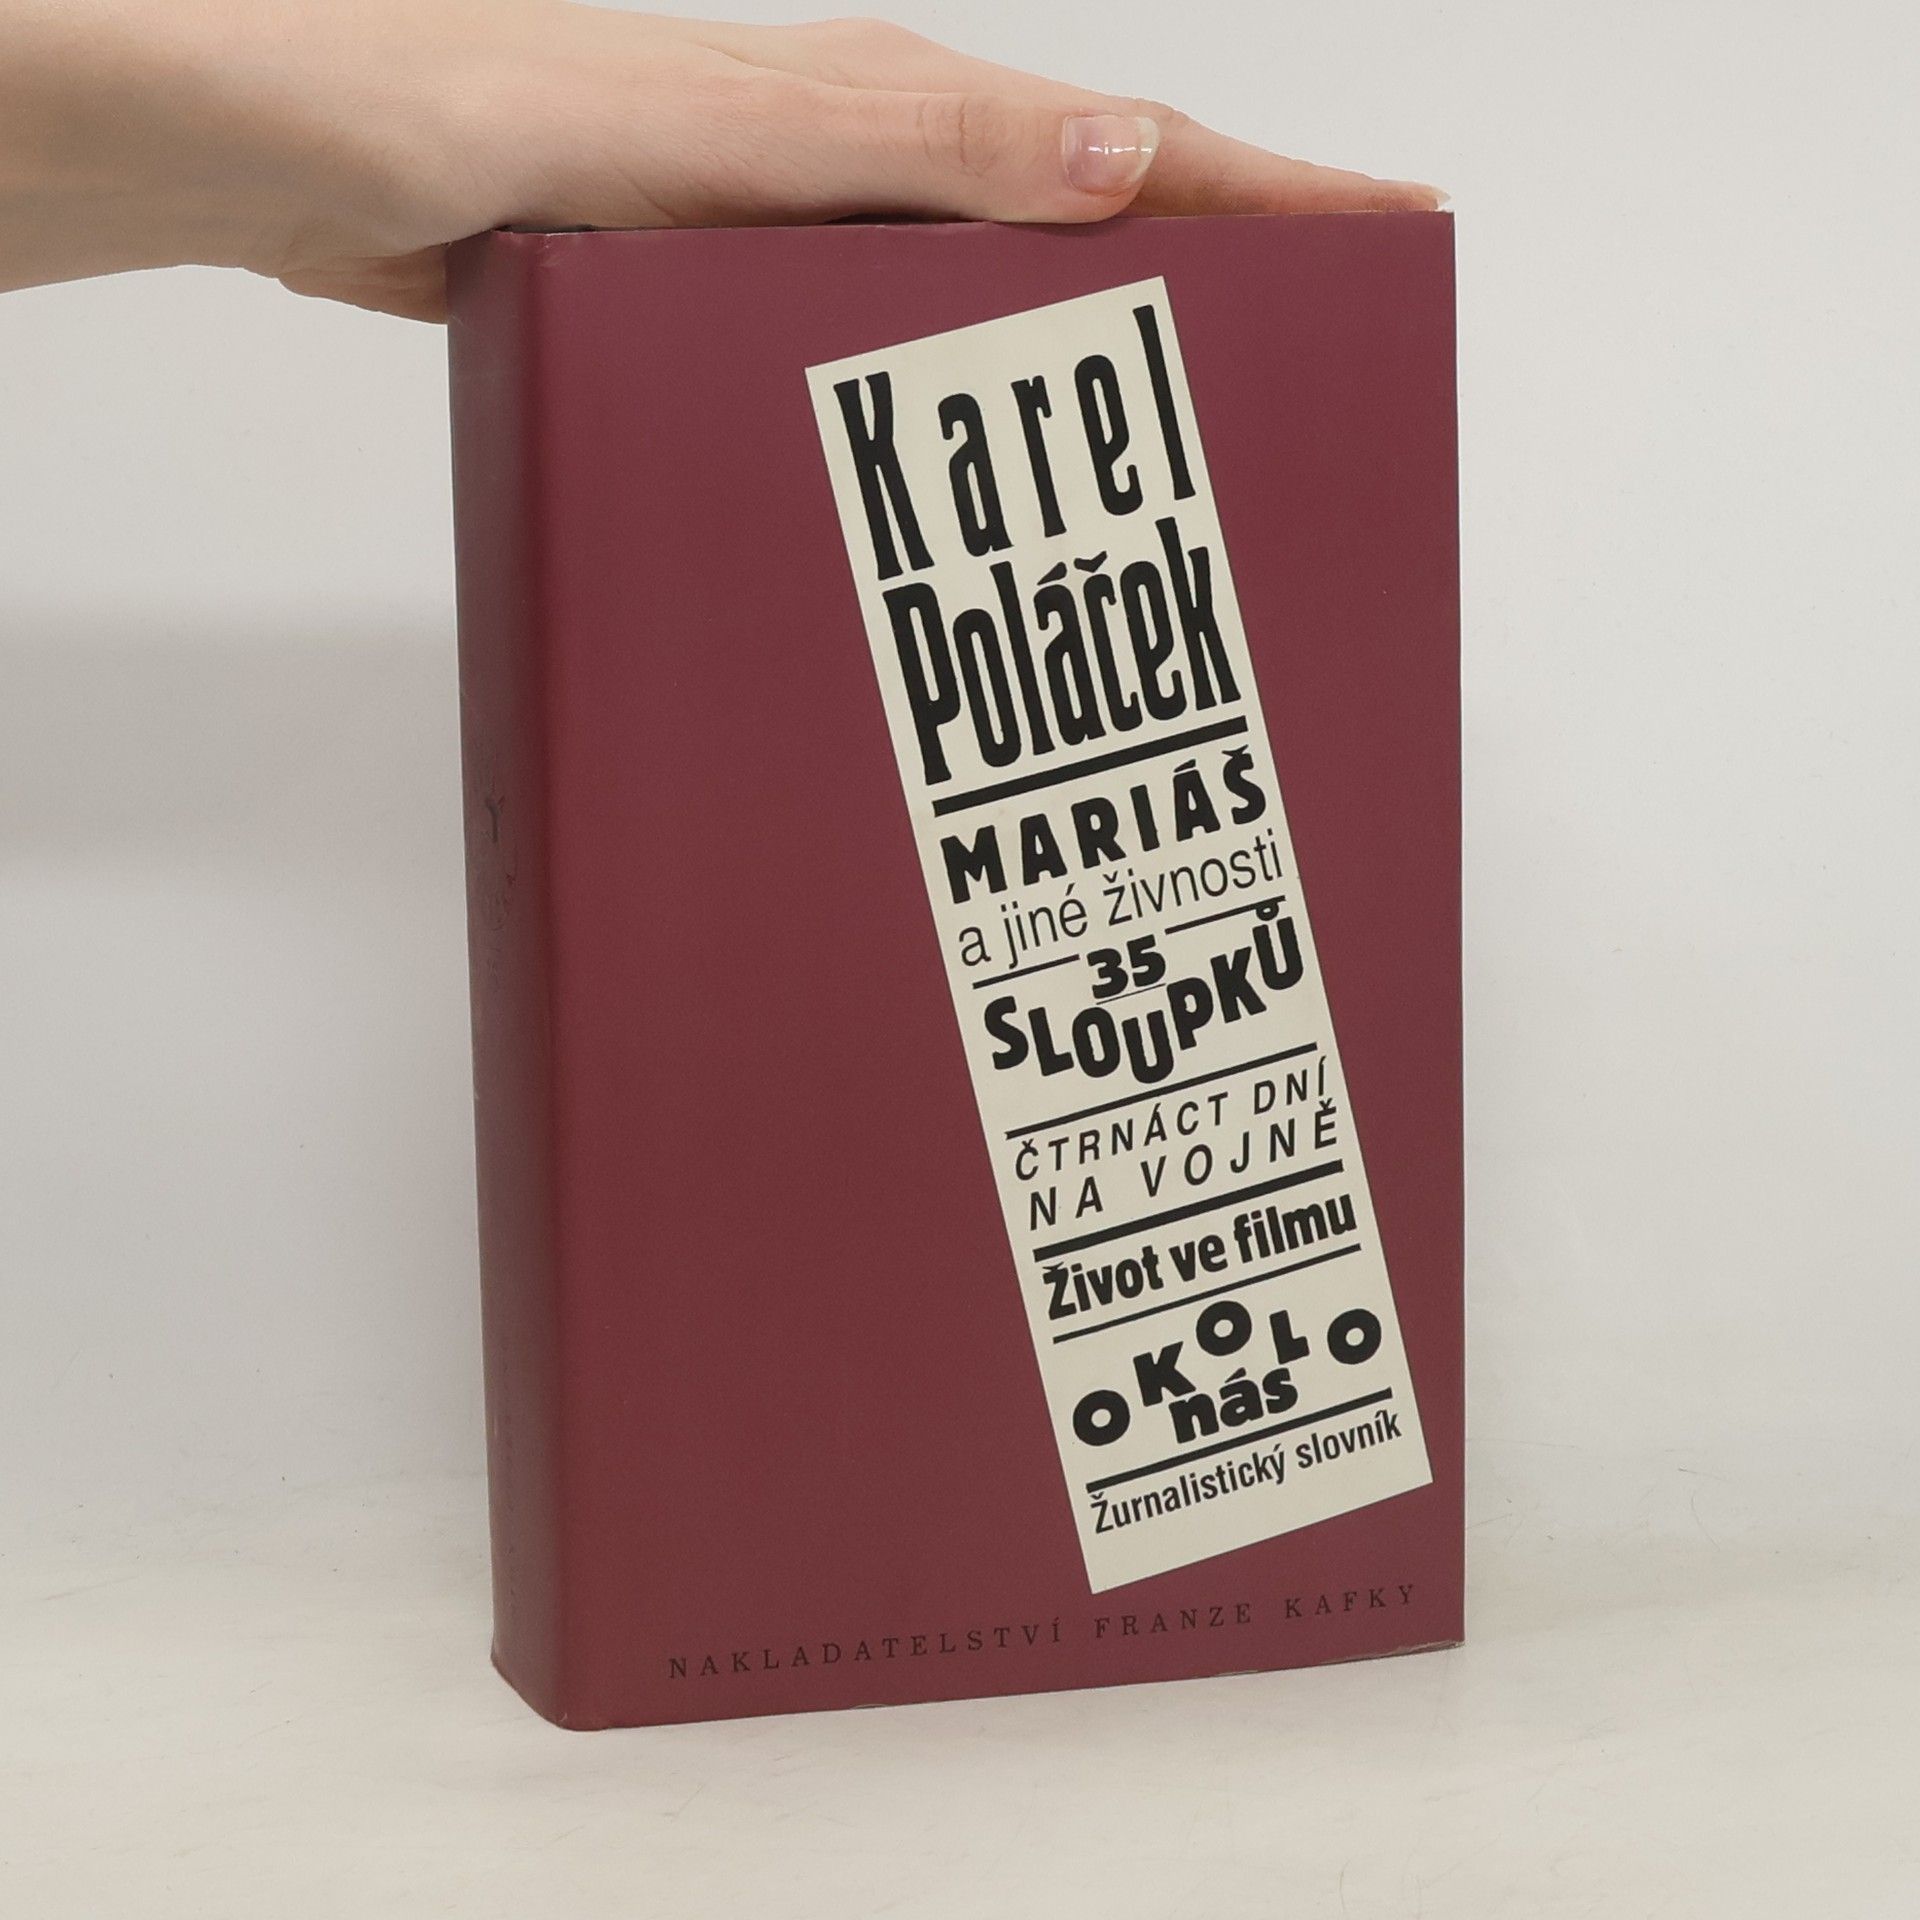 Karel
Poláček
MARIÁŠ
a jiné živnosti
35
SLOUPKŮ
ČTRNÁCT DNÍ
NA VOJNĚ
Život ve filmu
OKOLO
nás
Žurnalistický slovník
NAKLADATELSTVÍ FRANZE KAFKY